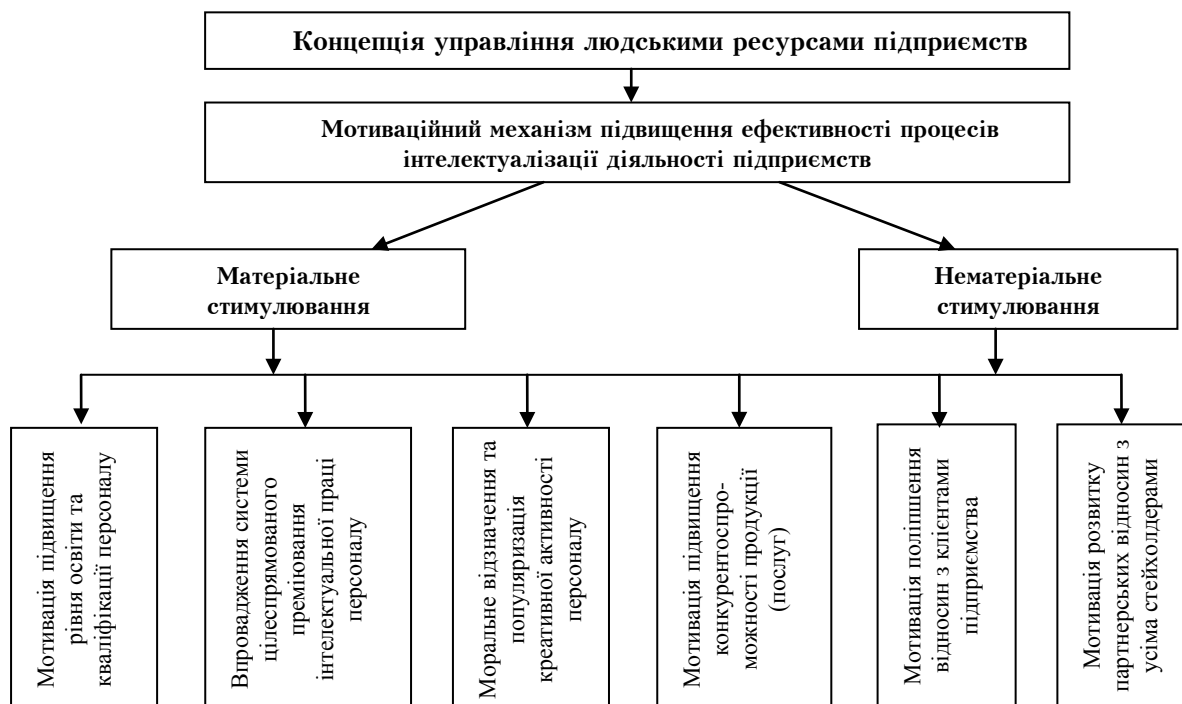 Концепція управління людськими ресурсами підприємств
Мотиваційний механізм підвищення ефективності процесів
інтелектуалізації діяльності підприємств
Матеріальне
стимулювання
Нематеріальне
стимулювання
Мотивація підвищення
рівня освіти та
кваліфікації персоналу
Впровадження системи
цілеспрямованого
преміювання
інтелектуальної праці
персоналу
Моральне відзначення та
популяризація
креативної активності
персоналу
Мотивація підвищення
конкурентоспро-
можності продукції
(послуг)
Мотивація поліпшення
відносин з клієнтами
підприємства
Мотивація розвитку
партнерських відносин з
усіма стейхолдерами